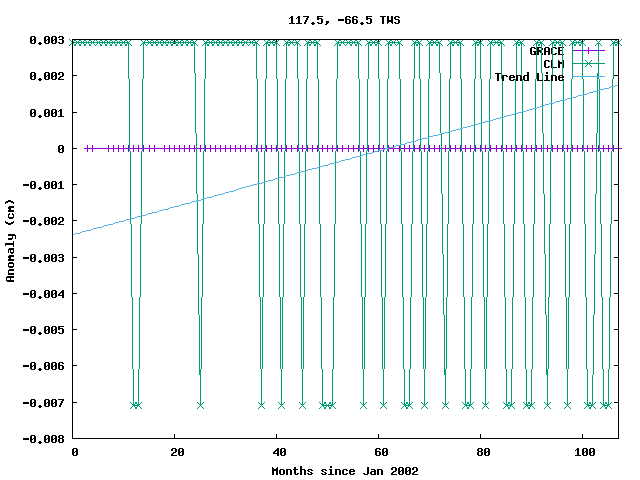 117.5, -66.5 TWS
0.003
0.002
0.001
0
-0.001
-0.002
-0.003
-0.004
-0.005
-0.006
-0.007
-0.008
GRACE
CLM
Trend Line
Anomaly (cm)
0 20 40 60 80 100
Months since Jan 2002